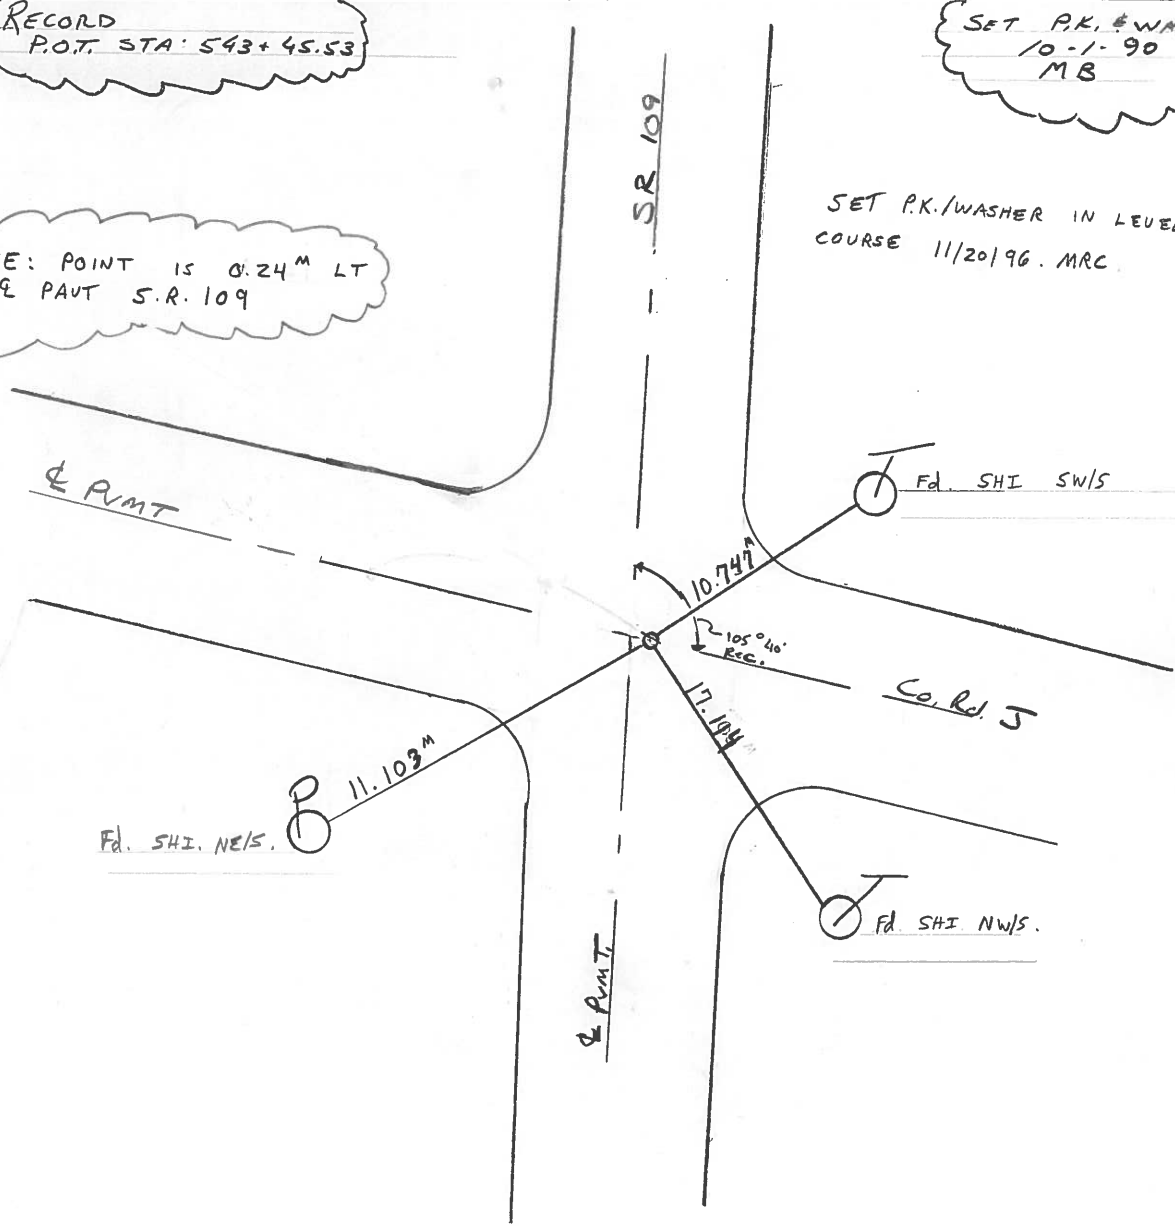 RECORD
P.O.T. STA: 543+45.53
SET P.K. & WA
10-1-90
MB
SR 109
SET P.K./WASHER IN LEVEL
COURSE 11/20/96. MRC
E: POINT IS 0.24ᴹ LT
℄ PAVT S.R. 109
℄ PVMT
Fd. SHI SW/S
10.747ᴹ
105°40'
REC.
Co. Rd. J
17.194ᴹ
11.103ᴹ
P
Fd. SHI. NE/S.
T
T
Fd SHI NW/S.
℄ PVMT.